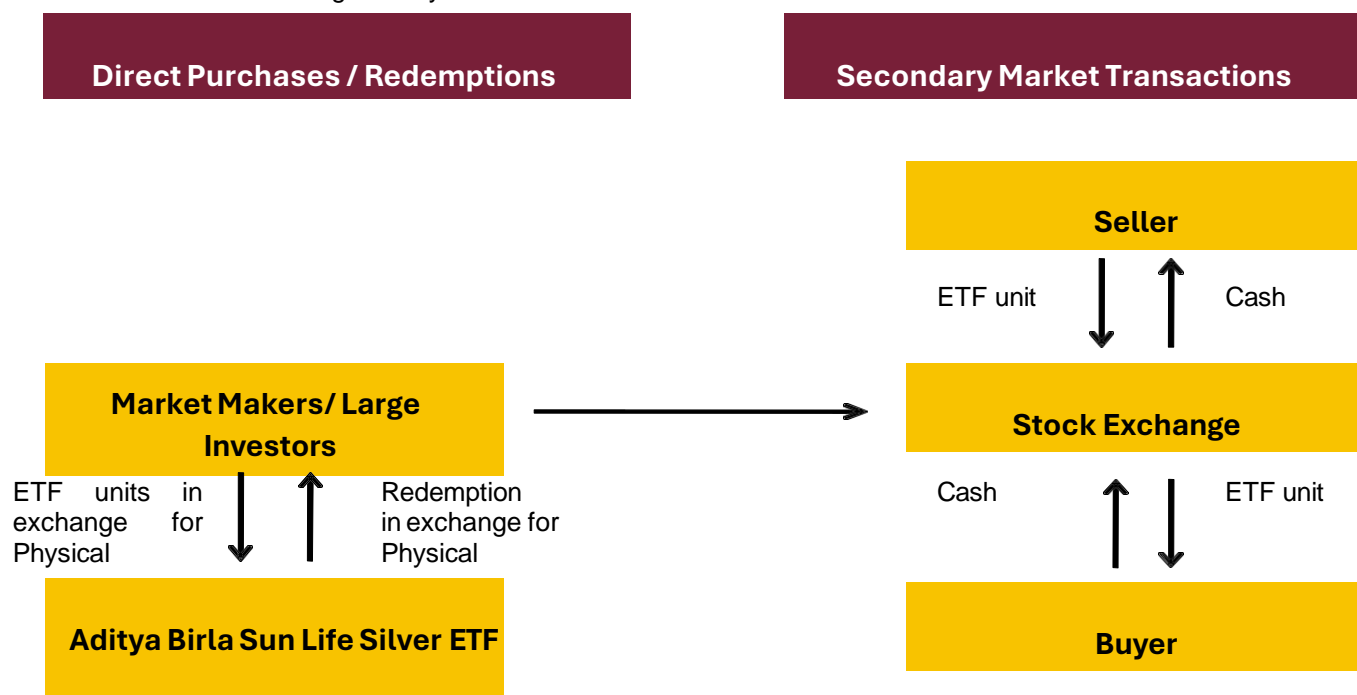 Direct Purchases / Redemptions
Secondary Market Transactions
Seller
ETF unit
Cash
Market Makers/ Large
Investors
Stock Exchange
ETF units in
exchange for
Physical
Redemption
in exchange for
Physical
Cash
ETF unit
Aditya Birla Sun Life Silver ETF
Buyer